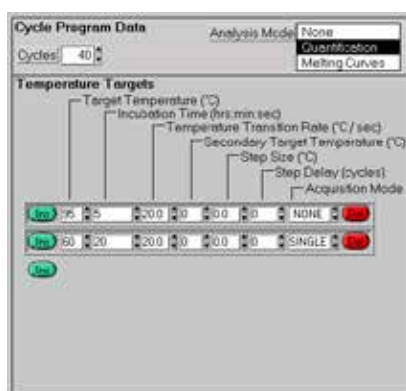 Cycle Program Data
Analysis Mode None
Quantification
Melting Curves
Cycles 40
Temperature Targets
Target Temperature (°C)
Incubation Time (hrs:min:sec)
Temperature Transition Rate (°C/ sec)
Secondary Target Temperature (°C)
Step Size (°C)
Step Delay (cycles)
Acquisition Mode
Ins 95 5 20.0 0 0.0 0 NONE
Ins 60 20 20.0 0 0.0 0 SINGLE
Ins